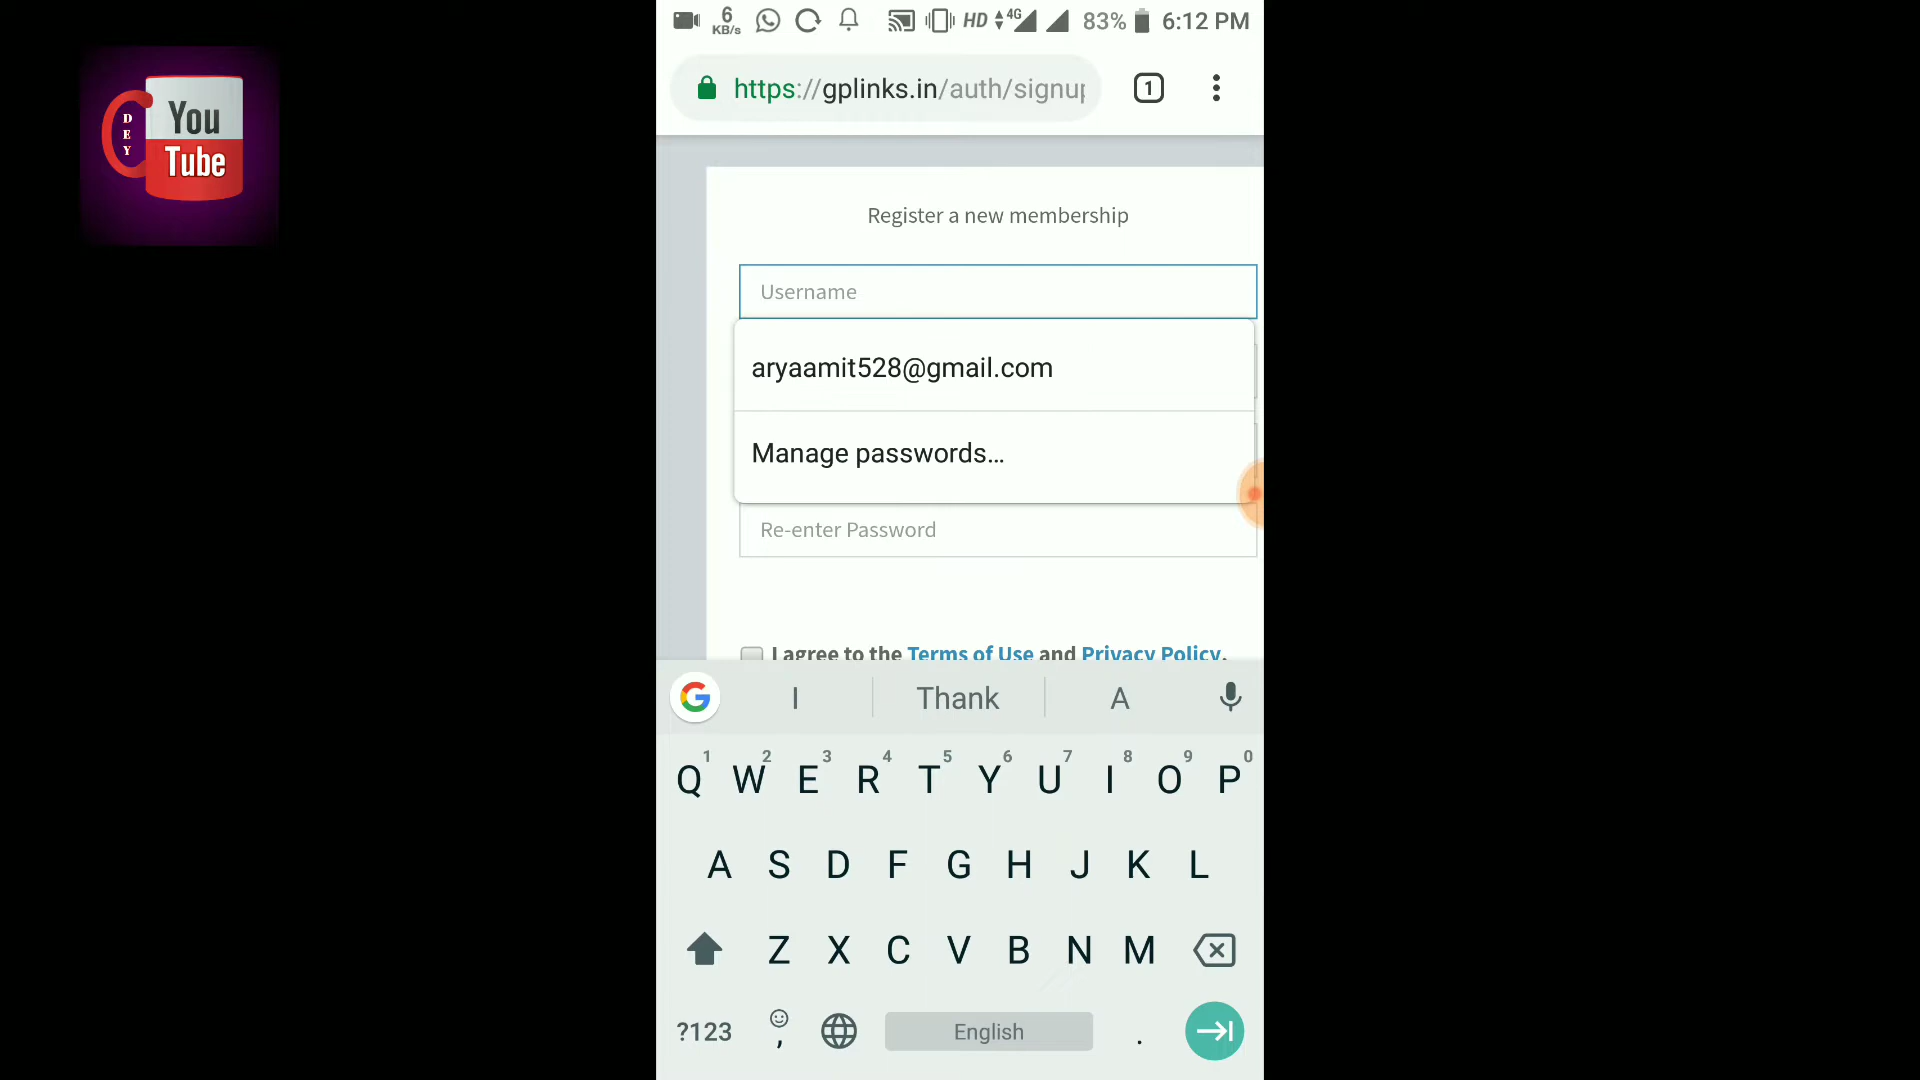 D
E
Y
You
Tube
6
KB/s
HD
4G
83%
6:12 PM
https://gplinks.in/auth/signup
1
Register a new membership
Username
aryaamit528@gmail.com
Manage passwords...
Re-enter Password
I agree to the Terms of Use and Privacy Policy.
G
I Thank A
1 2 3 4 5 6 7 8 9 0
Q W E R T Y U I O P
A S D F G H J K L
Z X C V B N M
?123 , English .